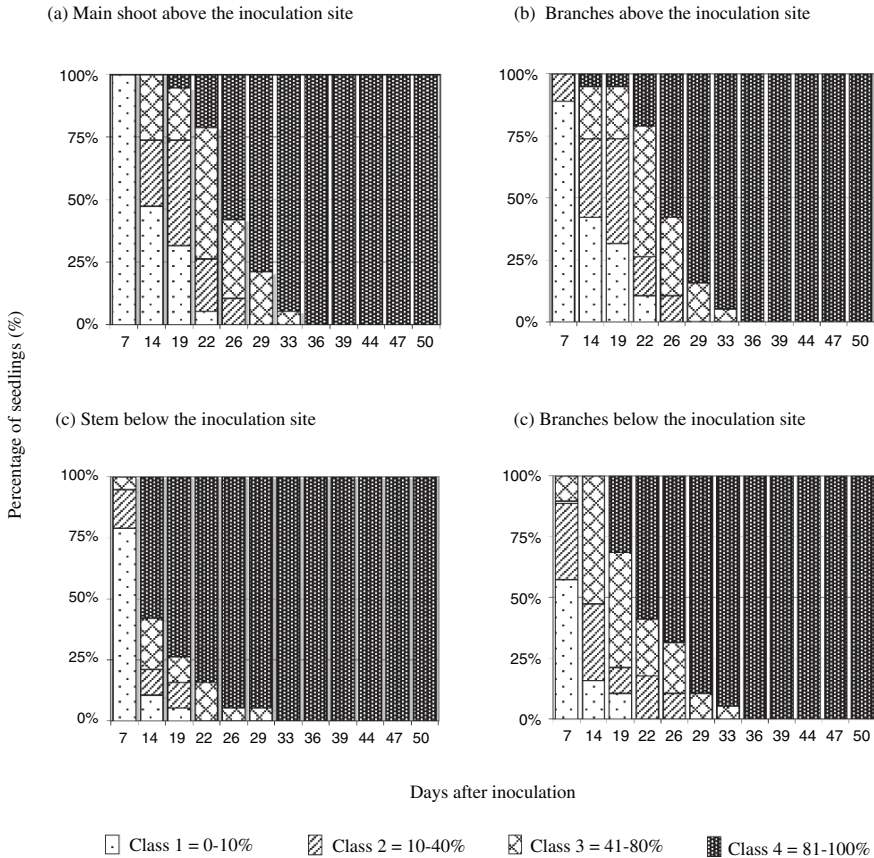 (a) Main shoot above the inoculation site
(b) Branches above the inoculation site
100%
75%
50%
25%
0%
7 14 19 22 26 29 33 36 39 44 47 50
100%
75%
50%
25%
0%
7 14 19 22 26 29 33 36 39 44 47 50
Percentage of seedlings (%)
(c) Stem below the inoculation site
(c) Branches below the inoculation site
100%
75%
50%
25%
0%
7 14 19 22 26 29 33 36 39 44 47 50
100%
75%
50%
25%
0%
7 14 19 22 26 29 33 36 39 44 47 50
Days after inoculation
Class 1 = 0-10% Class 2 = 10-40% Class 3 = 41-80% Class 4 = 81-100%